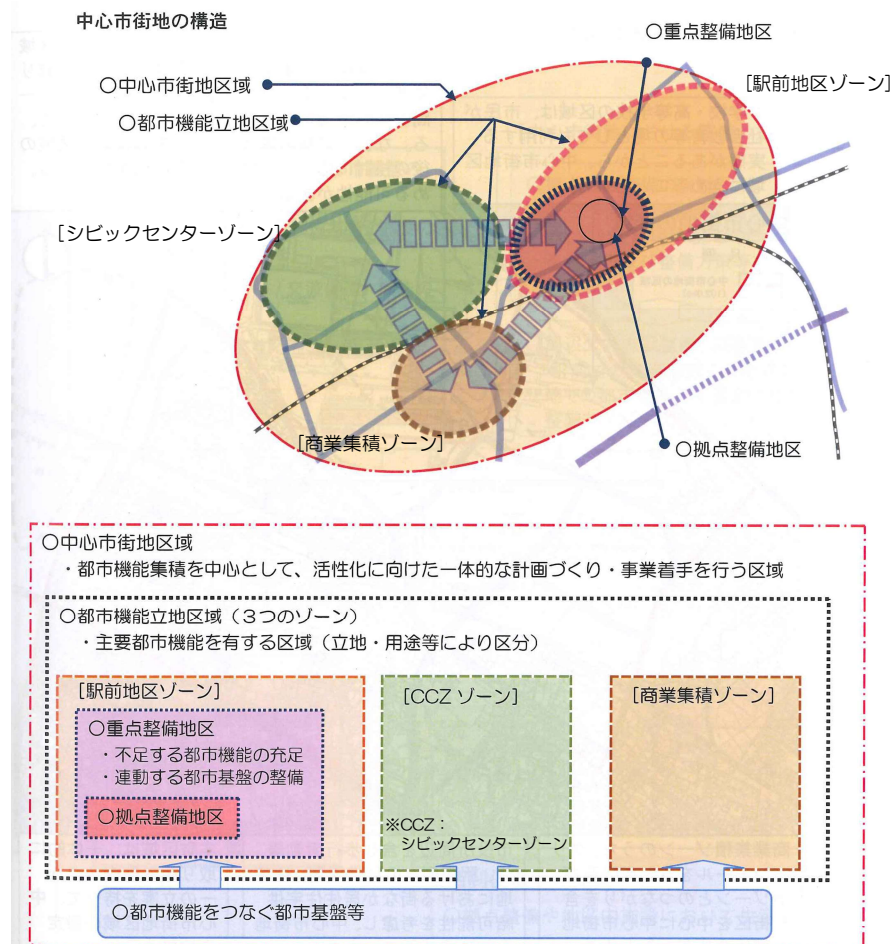 中心市街地の構造
○重点整備地区
[駅前地区ゾーン]
○中心市街地区域
○都市機能立地区域
[シビックセンターゾーン]
[商業集積ゾーン]
○拠点整備地区
○中心市街地区域
・都市機能集積を中心として、活性化に向けた一体的な計画づくり・事業着手を行う区域
○都市機能立地区域（３つのゾーン）
・主要都市機能を有する区域（立地・用途等により区分）
[駅前地区ゾーン]
[CCZ ゾーン]
[商業集積ゾーン]
○重点整備地区
・不足する都市機能の充足
・連動する都市基盤の整備
○拠点整備地区
※CCZ：
シビックセンターゾーン
○都市機能をつなぐ都市基盤等